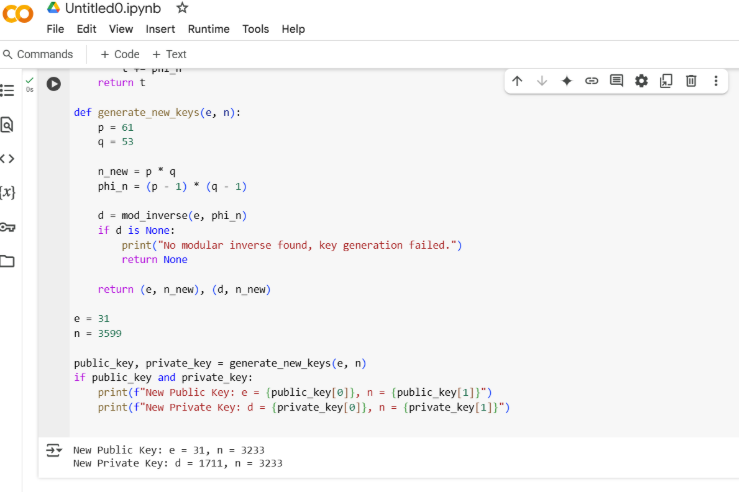 CO Untitled0.ipynb
File Edit View Insert Runtime Tools Help
Commands + Code + Text
return t
0s
def generate_new_keys(e, n):
p = 61
q = 53
n_new = p * q
phi_n = (p - 1) * (q - 1)
d = mod_inverse(e, phi_n)
if d is None:
print("No modular inverse found, key generation failed.")
return None
return (e, n_new), (d, n_new)
e = 31
n = 3599
public_key, private_key = generate_new_keys(e, n)
if public_key and private_key:
print(f"New Public Key: e = {public_key[0]}, n = {public_key[1]}")
print(f"New Private Key: d = {private_key[0]}, n = {private_key[1]}")
New Public Key: e = 31, n = 3233
New Private Key: d = 1711, n = 3233